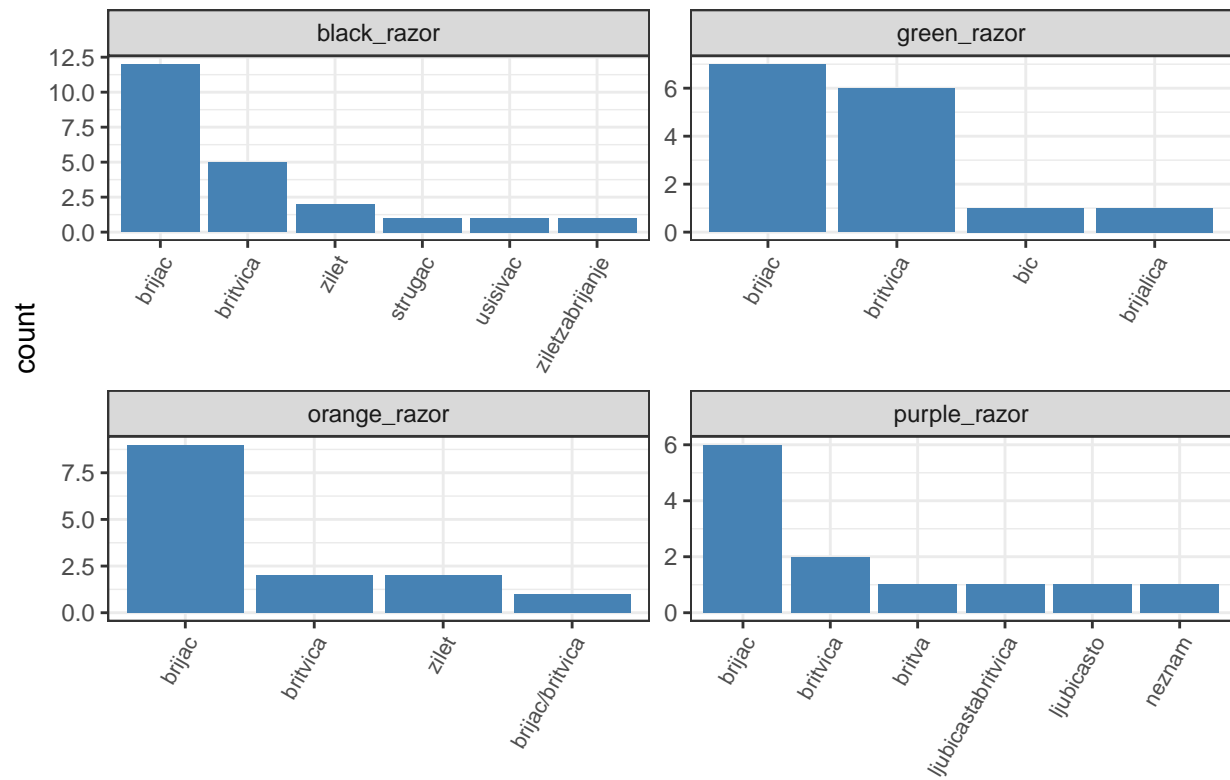 black_razor
12.5
10.0
7.5
5.0
2.5
0.0
brijac
britvica
zilet
strugac
usisivac
ziletzabrijanje
green_razor
6
4
2
0
brijac
britvica
bic
brijalica
count
orange_razor
7.5
5.0
2.5
0.0
brijac
britvica
zilet
brijac/britvica
purple_razor
6
4
2
0
brijac
britvica
britva
ljubicastabritvica
ljubicasto
neznam